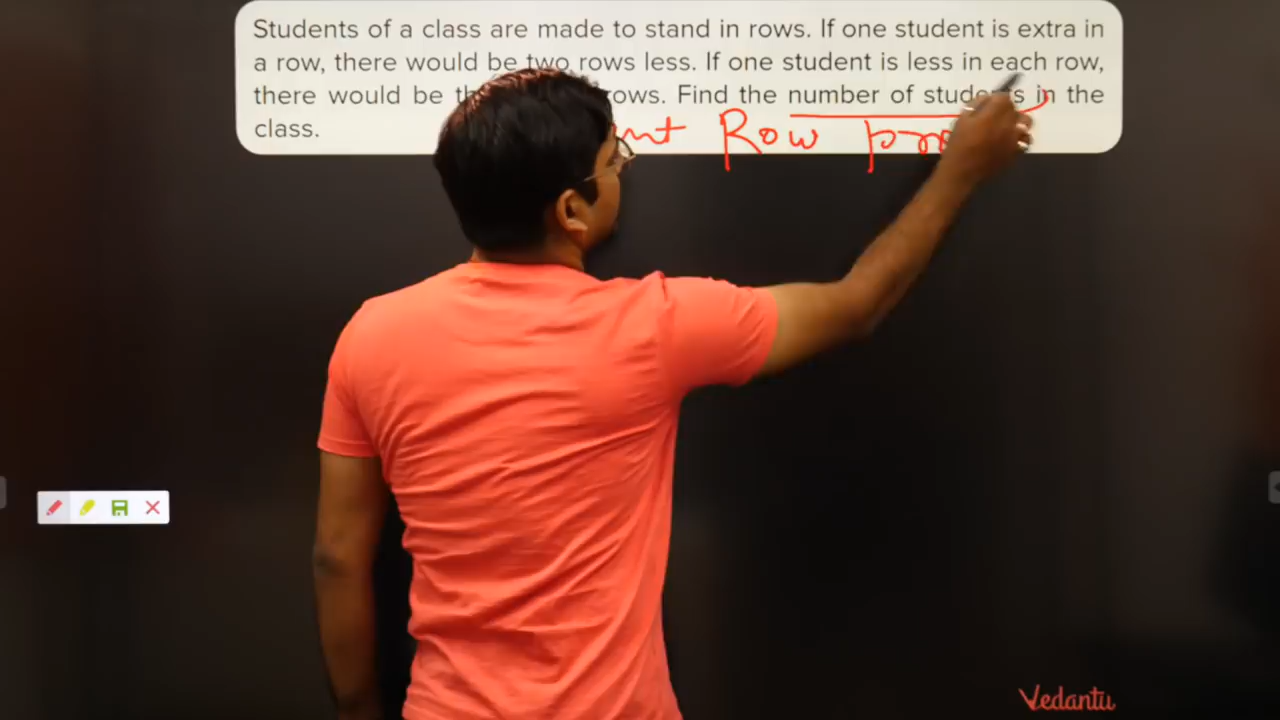 Students of a class are made to stand in rows. If one student is extra in
a row, there would be two rows less. If one student is less in each row,
there would be rows. Find the number of students in the
class.
Row
Vedantu